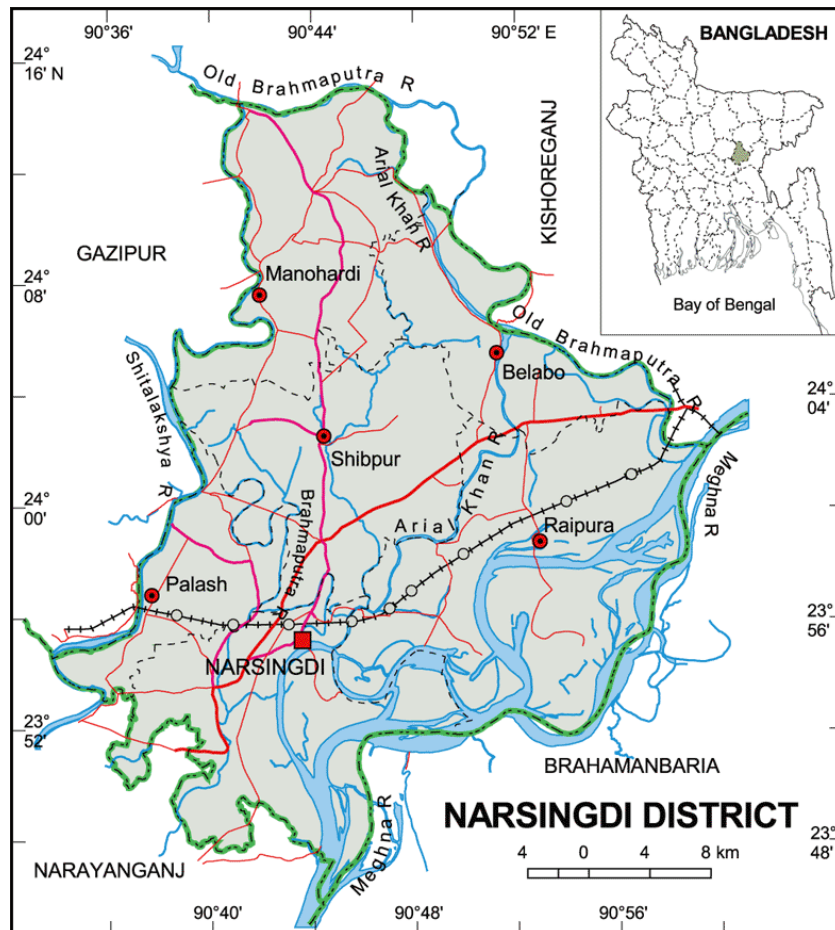 90°36'
90°44'
90°52' E
24°
16' N
Old Brahmaputra R
BANGLADESH
Bay of Bengal
KISHOREGANJ
Arial Khan R
GAZIPUR
Manohardi
24°
08'
Old Brahmaputra R
Shitalakshya R
Belabo
24°
04'
Shibpur
Meghna R
24°
00'
Brahmaputra R
Arial Khan R
Raipura
Palash
23°
56'
NARSINGDI
23°
52'
BRAHAMANBARIA
NARSINGDI DISTRICT
Meghna R
23°
48'
4 0 4 8 km
NARAYANGANJ
90°40'
90°48'
90°56'